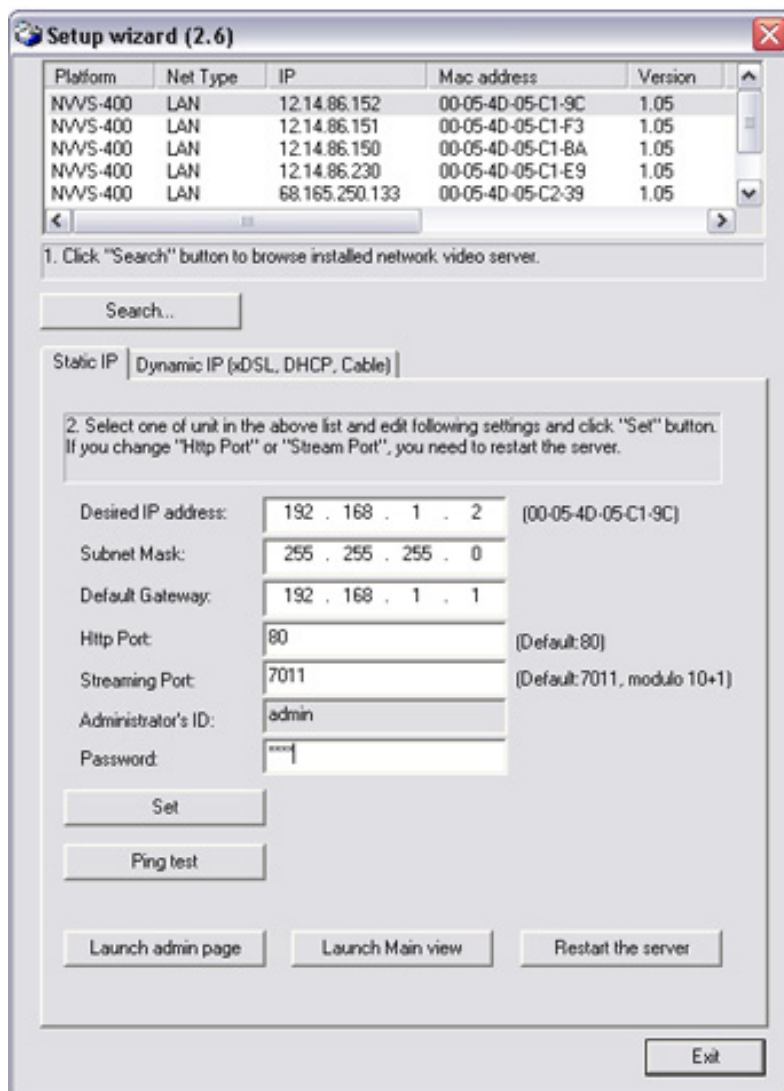 Setup wizard (2.6)
Platform Net Type IP Mac address Version
NVVS-400 LAN 12.14.86.152 00-05-4D-05-C1-9C 1.05
NVVS-400 LAN 12.14.86.151 00-05-4D-05-C1-F3 1.05
NVVS-400 LAN 12.14.86.150 00-05-4D-05-C1-BA 1.05
NVVS-400 LAN 12.14.86.230 00-05-4D-05-C1-E9 1.05
NVVS-400 LAN 68.165.250.133 00-05-4D-05-C2-39 1.05
1. Click "Search" button to browse installed network video server.
Search...
Static IP Dynamic IP (xDSL, DHCP, Cable)
2. Select one of unit in the above list and edit following settings and click "Set" button.
If you change "Http Port" or "Stream Port", you need to restart the server.
Desired IP address: 192 . 168 . 1 . 2 (00-05-4D-05-C1-9C)
Subnet Mask: 255 . 255 . 255 . 0
Default Gateway: 192 . 168 . 1 . 1
Http Port: 80 (Default:80)
Streaming Port: 7011 (Default:7011, modulo 10+1)
Administrator's ID: admin
Password: ****
Set
Ping test
Launch admin page Launch Main view Restart the server
Exit